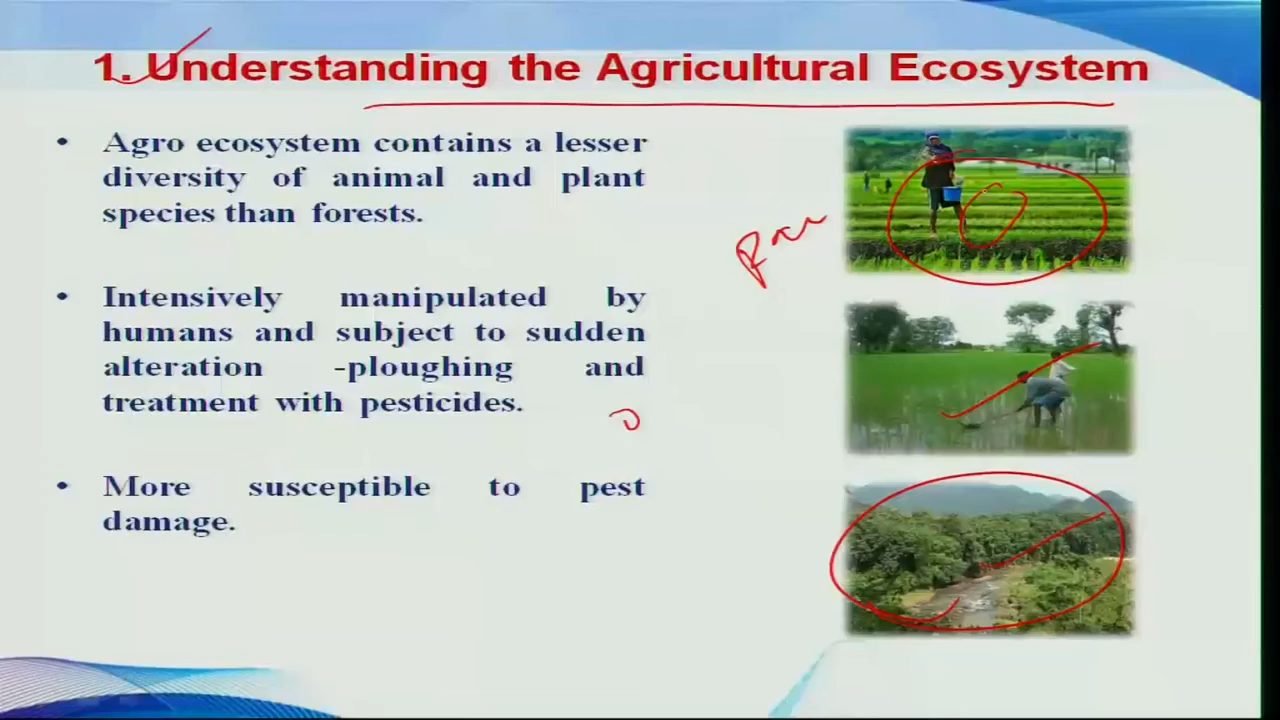 1. Understanding the Agricultural Ecosystem
• Agro ecosystem contains a lesser
diversity of animal and plant
species than forests.
• Intensively manipulated by
humans and subject to sudden
alteration -ploughing and
treatment with pesticides.
• More susceptible to pest
damage.